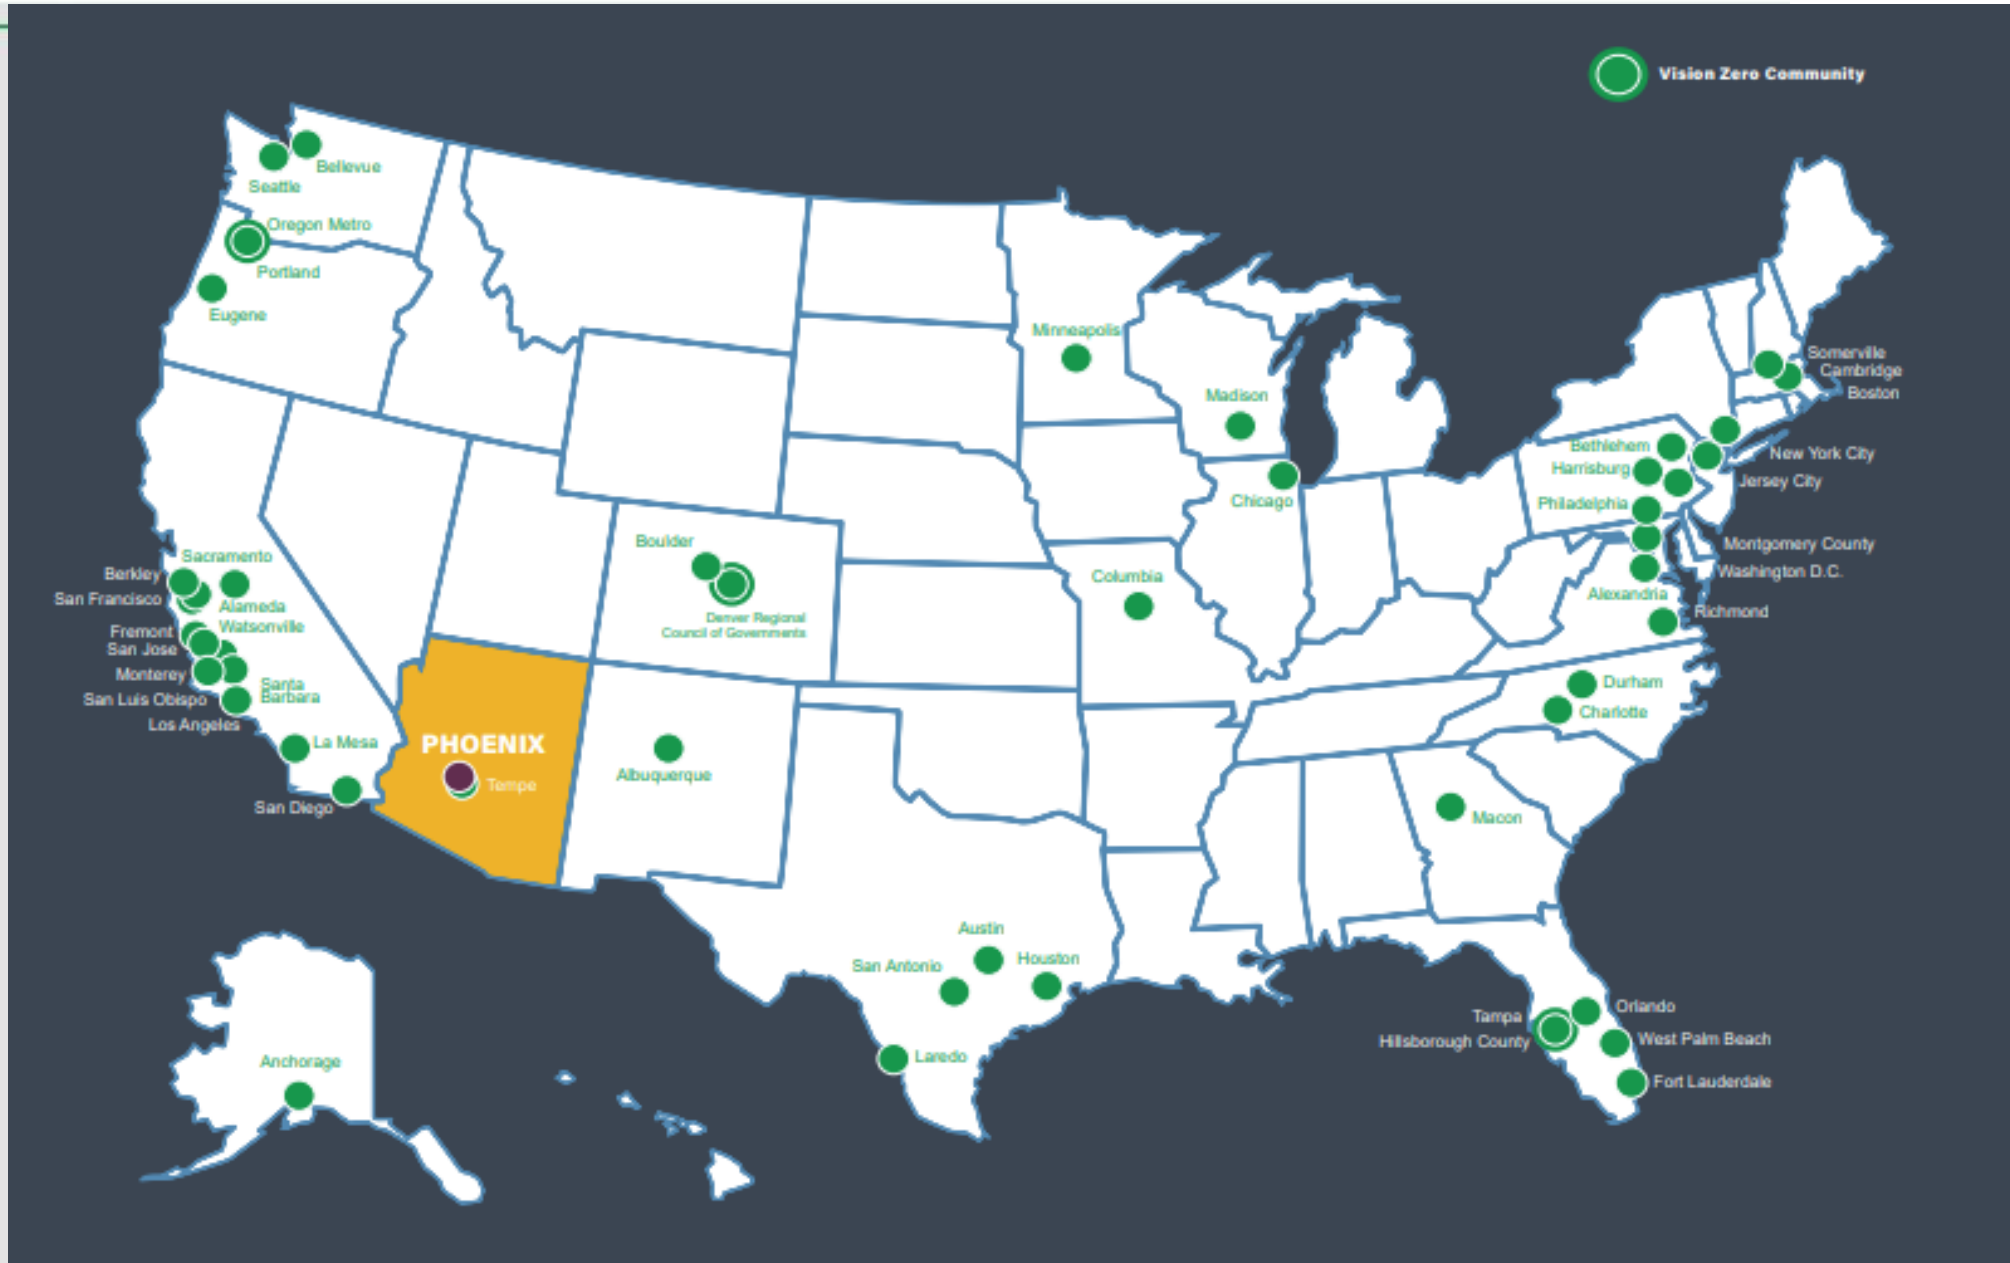 Vision Zero Community
Bellevue
Seattle
Oregon Metro
Portland
Eugene
Minneapolis
Madison
Chicago
Somerville
Cambridge
Boston
Bethlehem
New York City
Harrisburg
Jersey City
Philadelphia
Montgomery County
Washington D.C.
Alexandria
Richmond
Sacramento
Berkley
San Francisco
Alameda
Watsonville
Fremont
San Jose
Monterey
Santa
Barbara
San Luis Obispo
Los Angeles
La Mesa
San Diego
Boulder
Denver Regional
Council of Governments
Columbia
PHOENIX
Tempe
Albuquerque
Durham
Charlotte
Macon
Austin
San Antonio
Houston
Laredo
Orlando
Tampa
Hillsborough County
West Palm Beach
Fort Lauderdale
Anchorage